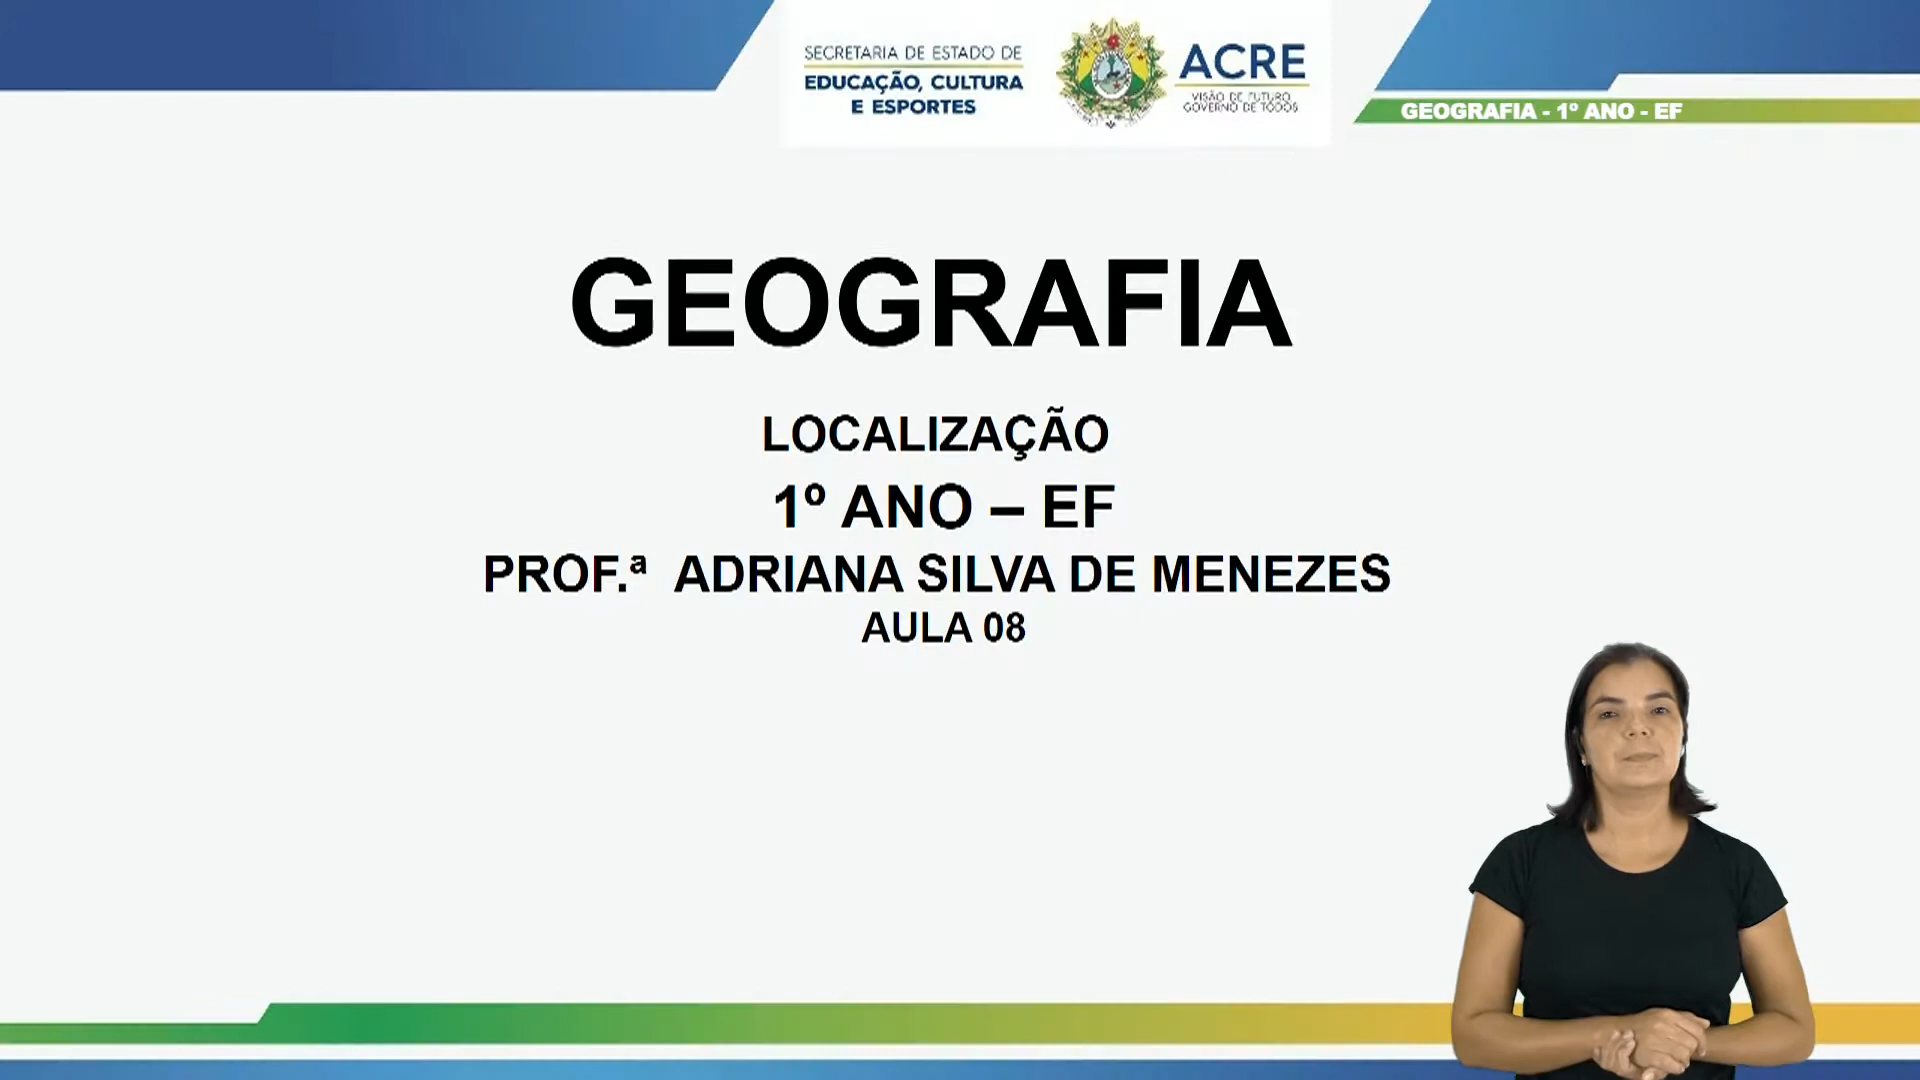 SECRETARIA DE ESTADO DE
EDUCAÇÃO, CULTURA
E ESPORTES
ACRE
VISÃO DE FUTURO
GOVERNO DE TODOS
GEOGRAFIA - 1º ANO - EF
GEOGRAFIA
LOCALIZAÇÃO
1º ANO – EF
PROF.ª ADRIANA SILVA DE MENEZES
AULA 08